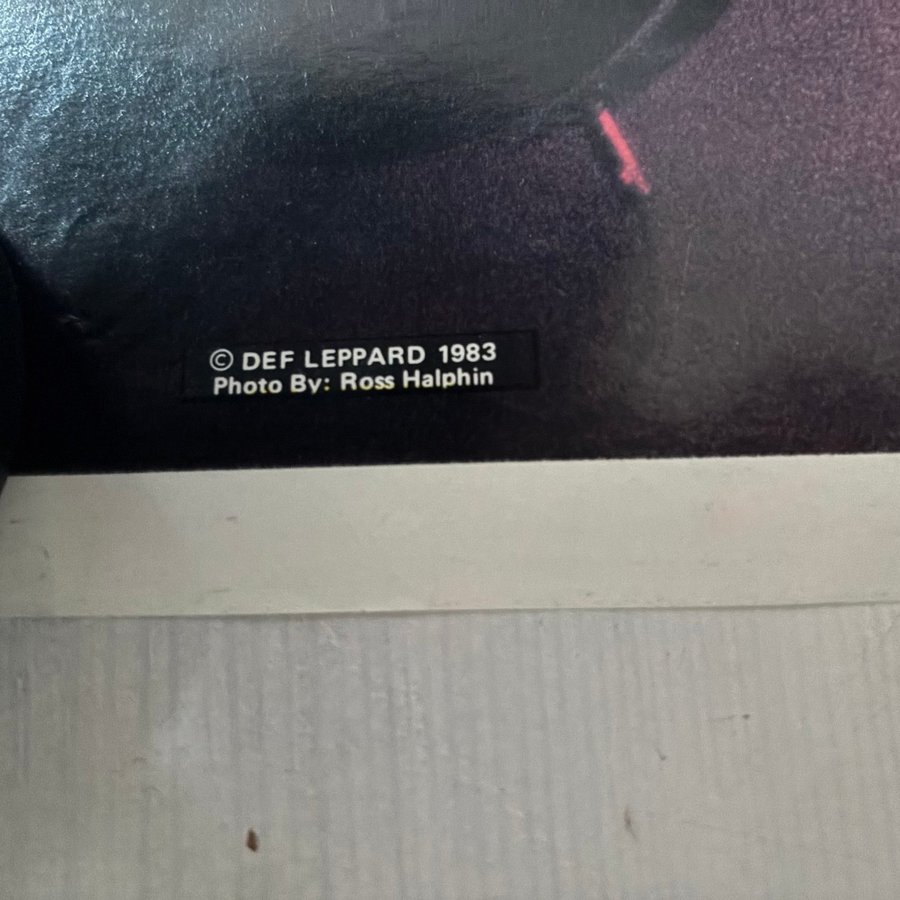 © DEF LEPPARD 1983
Photo By: Ross Halphin